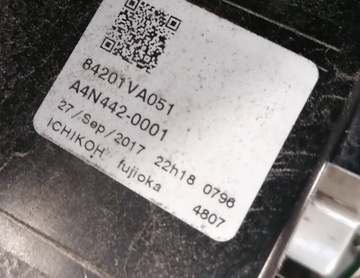 84201VA051
A4N442-0001
27/Sep/2017 22h18 0796
ICHIKOH fujioka 4807